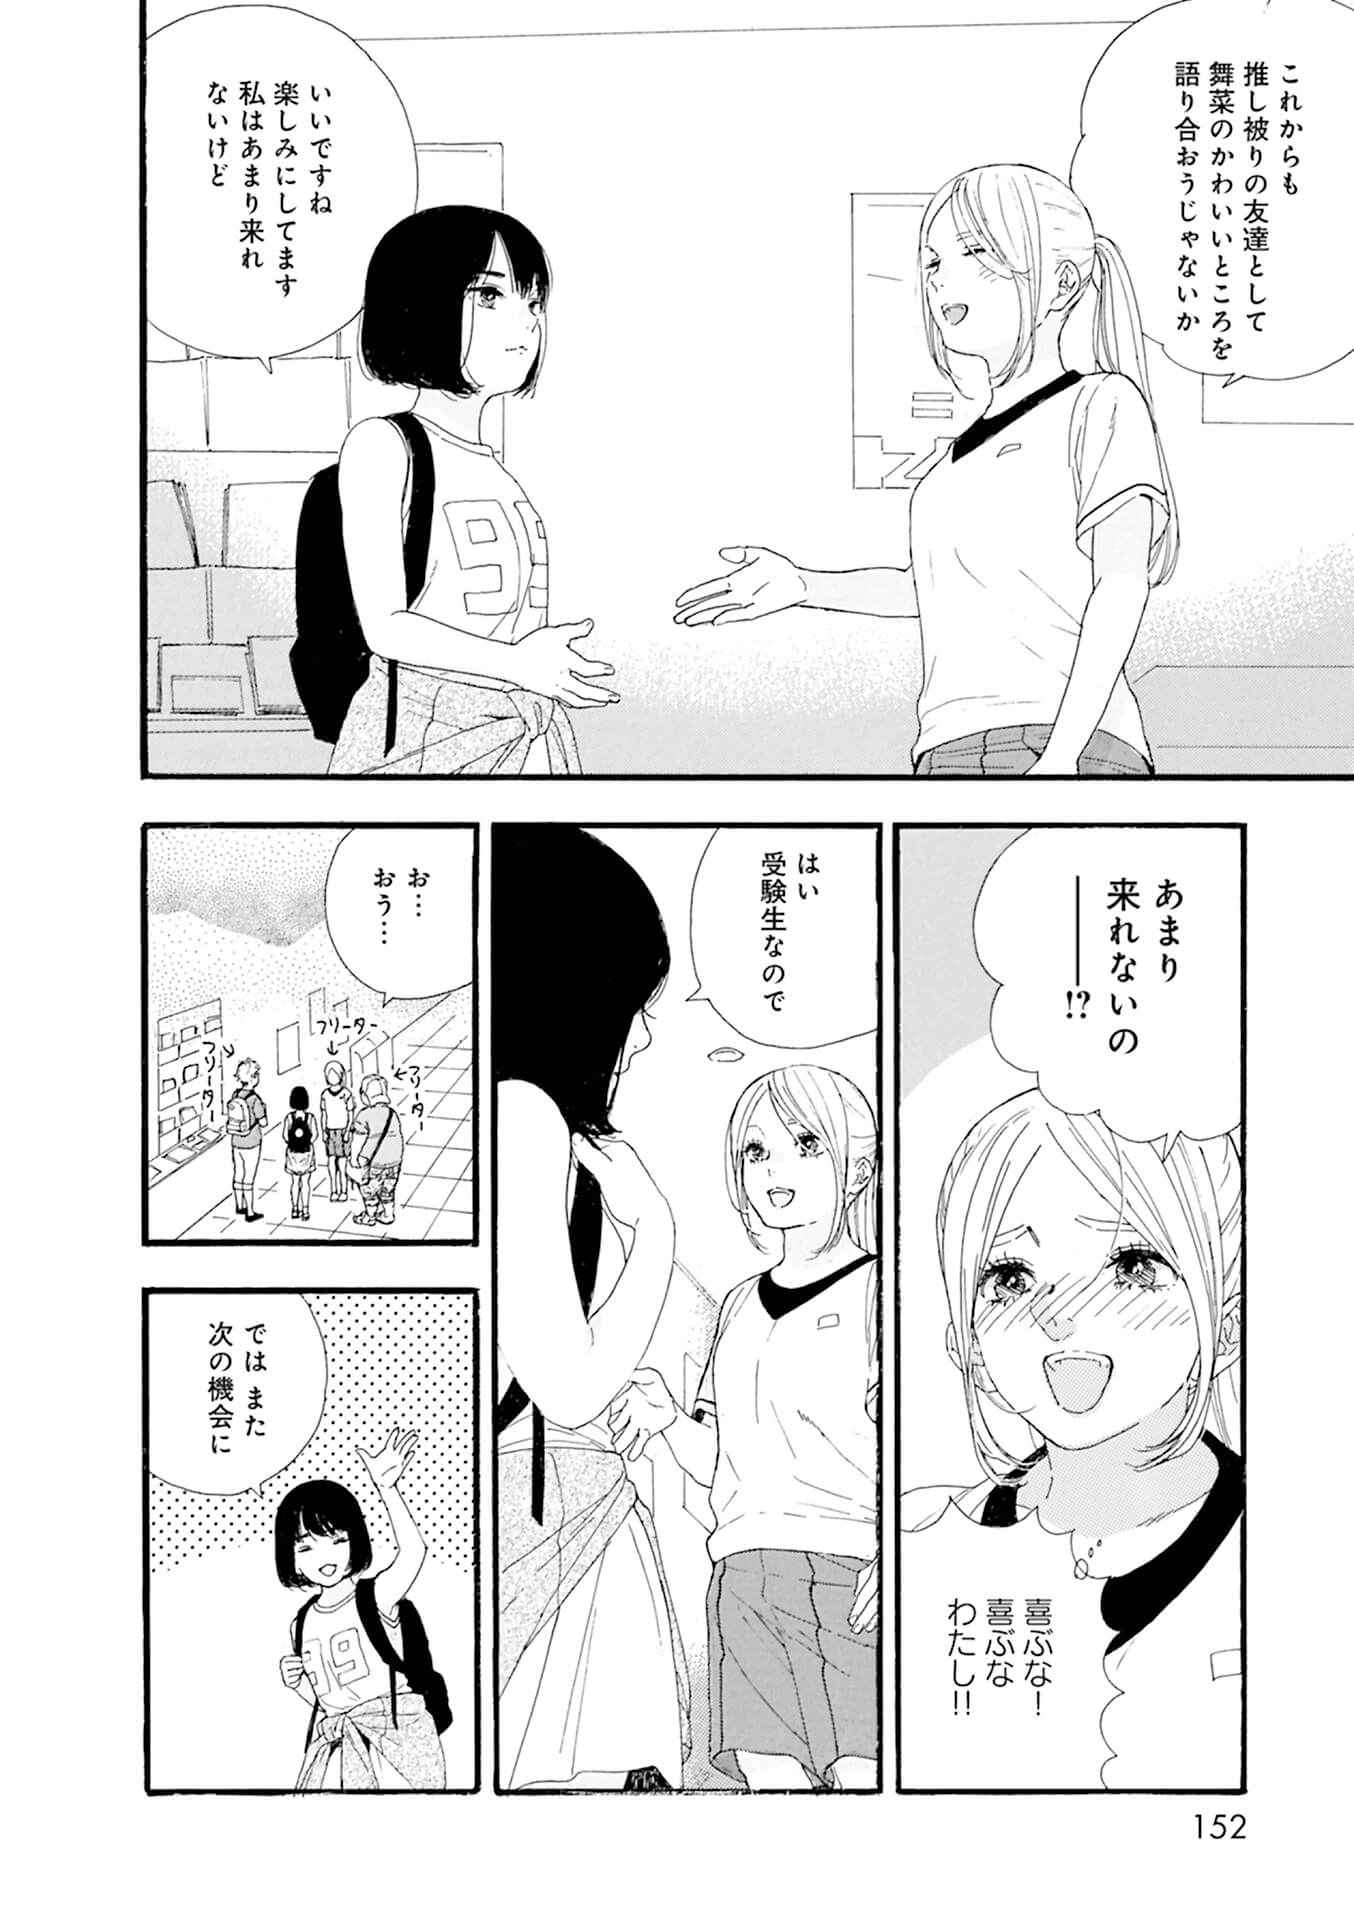 これからも
推し被りの友達として
舞菜のかわいいところを
語り合おうじゃないか
いいですね
楽しみにしてます
私はあまり来れ
ないけど
99
あまり
来れないの
――!?
喜ぶな!
喜ぶな
わたし!!
はい
受験生なので
お…
おう…
フリーター
フリーター
フリーター
では また
次の機会に
99
152